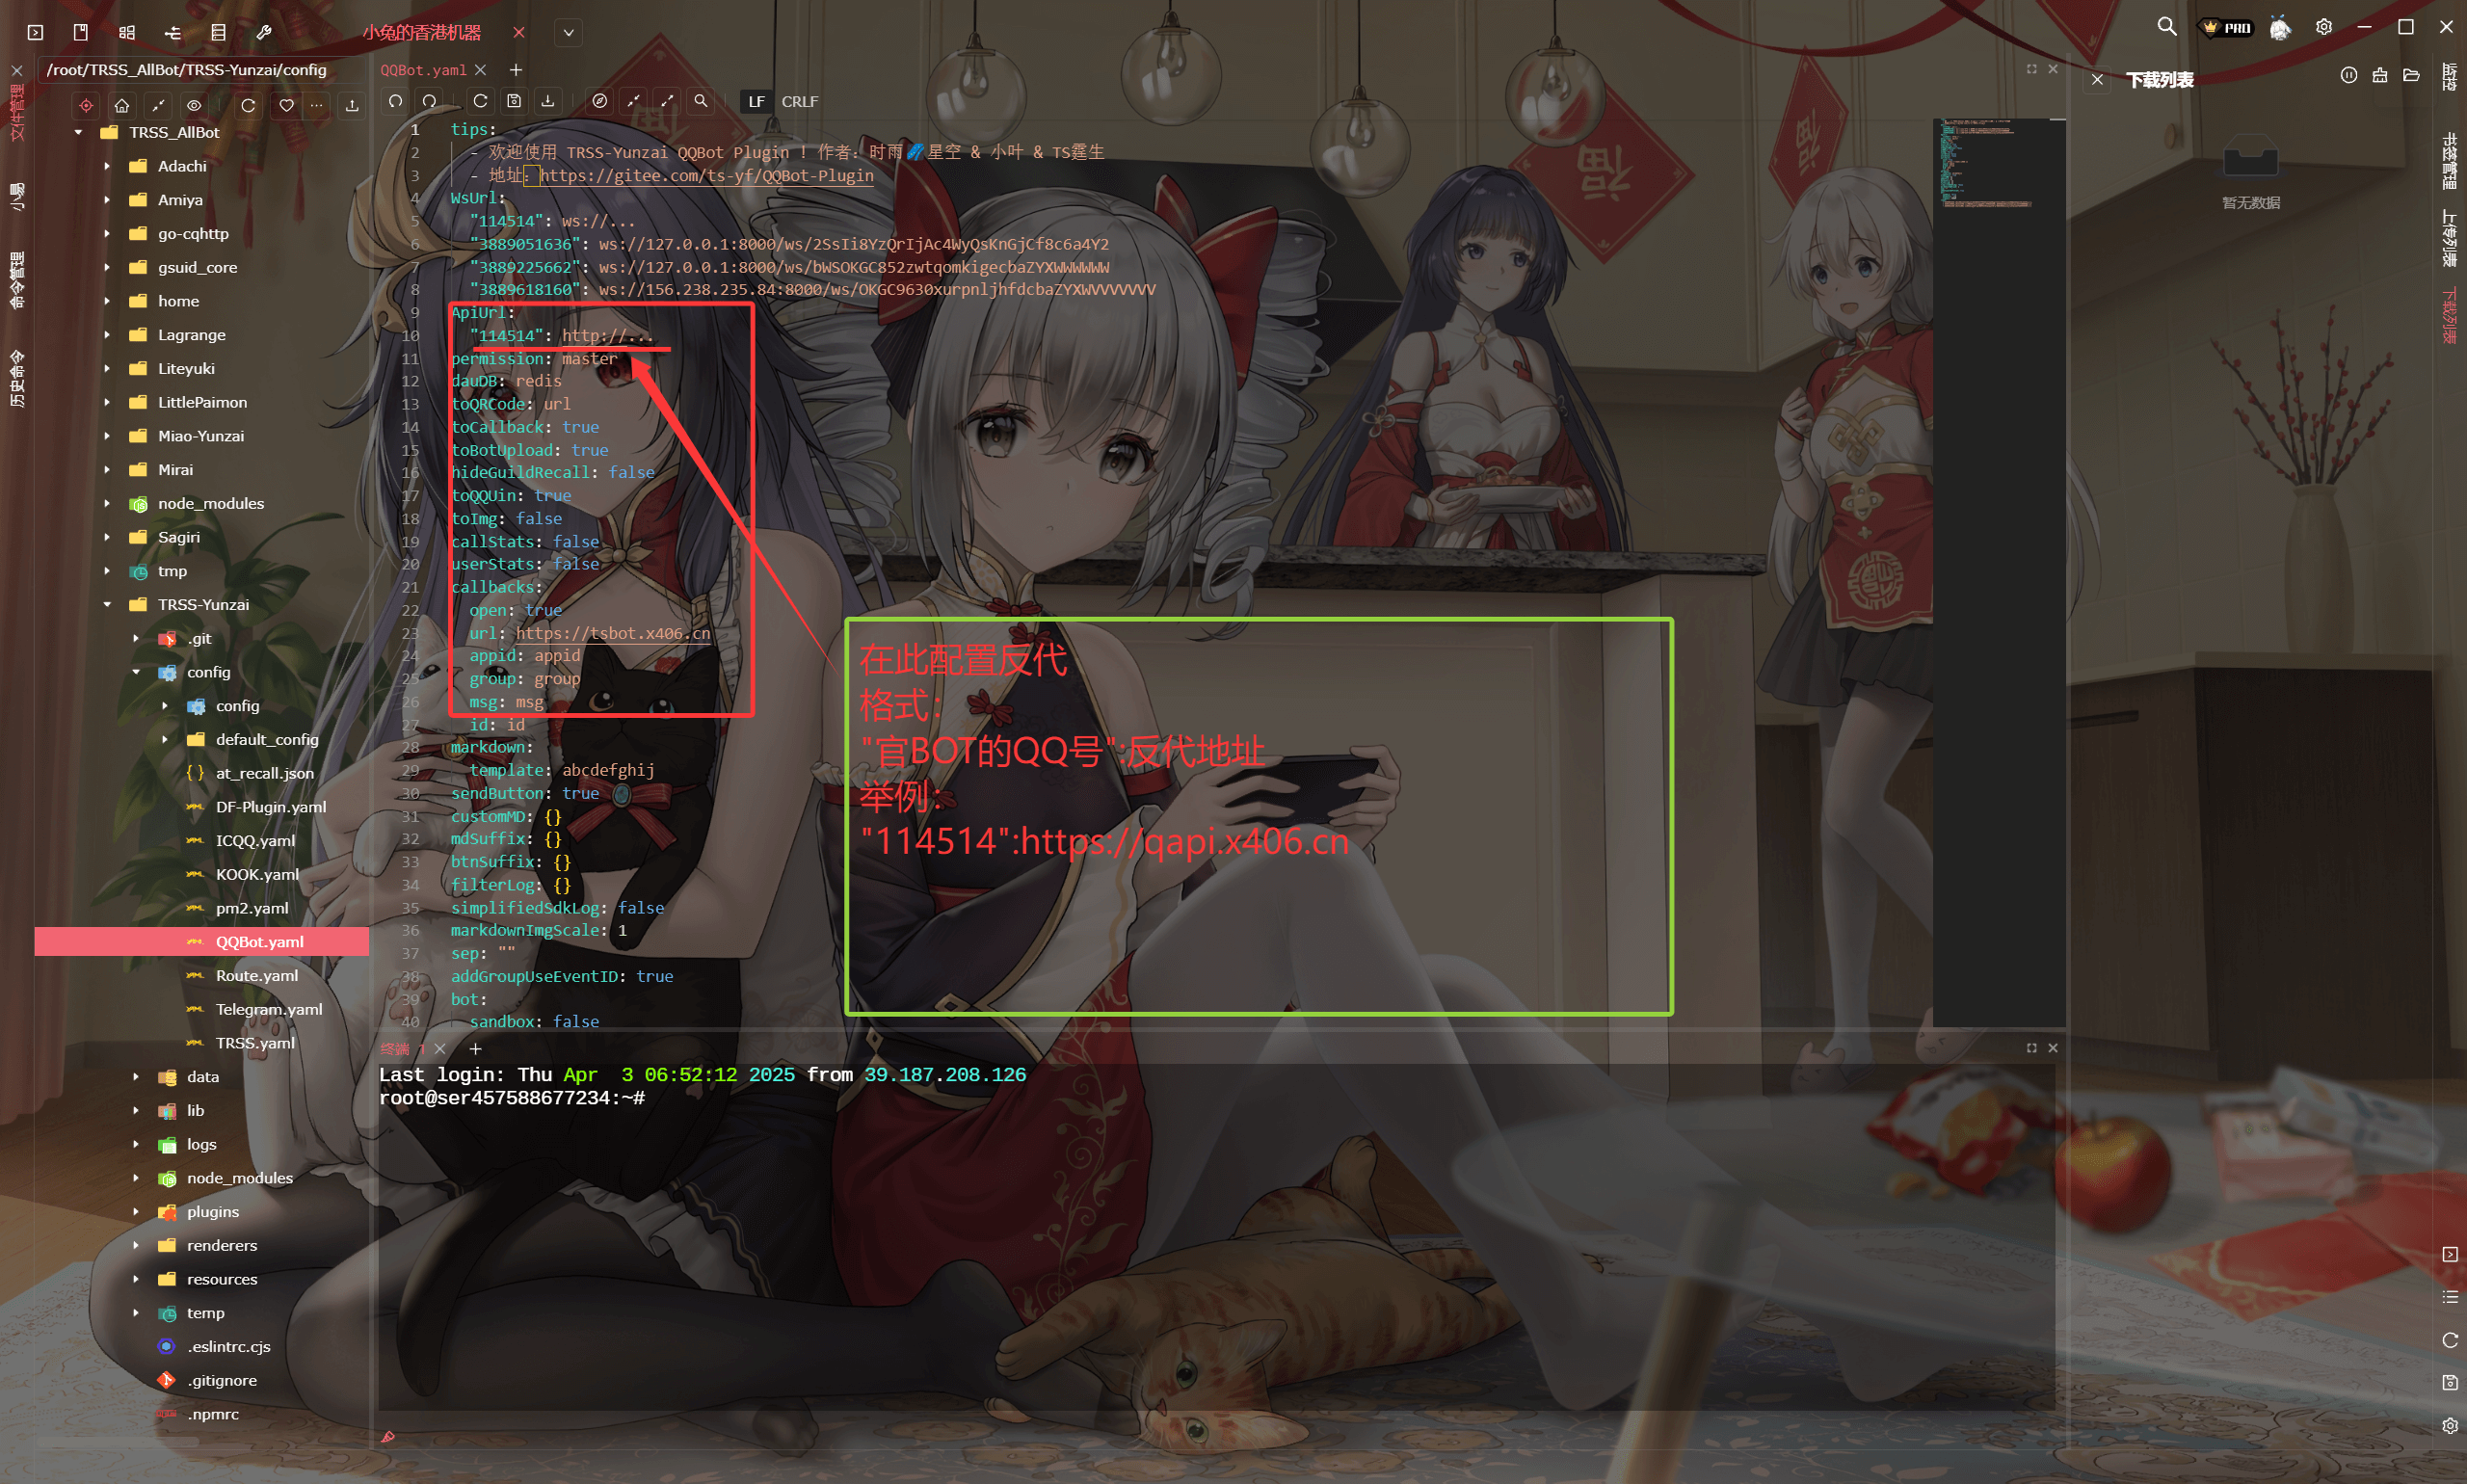 小兔的香港机器
PRO
文件管理
小易
命令管理
历史命令
/root/TRSS_AllBot/TRSS-Yunzai/config
TRSS_AllBot
Adachi
Amiya
go-cqhttp
gsuid_core
home
Lagrange
Liteyuki
LittlePaimon
Miao-Yunzai
Mirai
node_modules
Sagiri
tmp
TRSS-Yunzai
.git
config
config
default_config
at_recall.json
DF-Plugin.yaml
ICQQ.yaml
KOOK.yaml
pm2.yaml
QQBot.yaml
Route.yaml
Telegram.yaml
TRSS.yaml
data
lib
logs
node_modules
plugins
renderers
resources
temp
.eslintrc.cjs
.gitignore
.npmrc
QQBot.yaml
LF CRLF
1 tips:
2 - 欢迎使用 TRSS-Yunzai QQBot Plugin ! 作者: 时雨🌌星空 & 小叶 & TS霆生
3 - 地址：https://gitee.com/ts-yf/QQBot-Plugin
4 WsUrl:
5 "114514": ws://...
6 "3889051636": ws://127.0.0.1:8000/ws/2SsIi8YzQrIjAc4WyQsKnGjCf8c6a4Y2
7 "3889225662": ws://127.0.0.1:8000/ws/bWSOKGC852zwtqomkigecbaZYXWWWWWW
8 "3889618160": ws://156.238.235.84:8000/ws/OKGC9630xurpnljhfdcbaZYXWVVVVVVV
9 ApiUrl:
10 "114514": http://...
11 permission: master
12 dauDB: redis
13 toQRCode: url
14 toCallback: true
15 toBotUpload: true
16 hideGuildRecall: false
17 toQQUin: true
18 toImg: false
19 callStats: false
20 userStats: false
21 callbacks:
22 open: true
23 url: https://tsbot.x406.cn
24 appid: appid
25 group: group
26 msg: msg
27 id: id
28 markdown:
29 template: abcdefghij
30 sendButton: true
31 customMD: {}
32 mdSuffix: {}
33 btnSuffix: {}
34 filterLog: {}
35 simplifiedSdkLog: false
36 markdownImgScale: 1
37 sep: ""
38 addGroupUseEventID: true
39 bot:
40 sandbox: false
在此配置反代
格式：
"官BOT的QQ号":反代地址
举例：
"114514":https://qapi.x406.cn
终端 1
Last login: Thu Apr  3 06:52:12 2025 from 39.187.208.126
root@ser457588677234:~#
下载列表
暂无数据
监控
书签管理
上传列表
下载列表
福
福